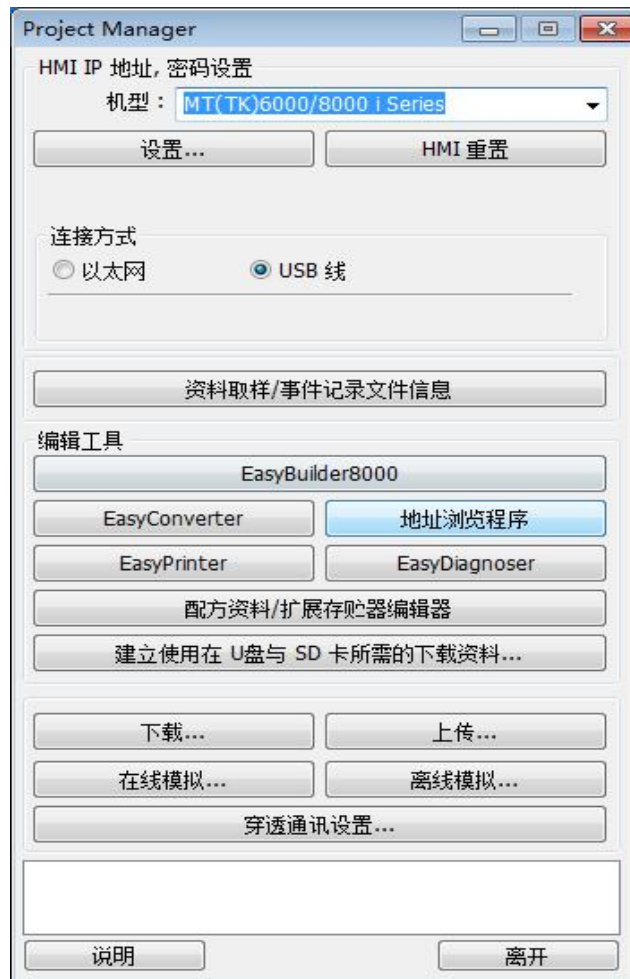 Project Manager
HMI IP 地址, 密码设置
机型： MT(TK)6000/8000 i Series
设置... HMI 重置
连接方式
以太网 USB 线
资料取样/事件记录文件信息
编辑工具
EasyBuilder8000
EasyConverter 地址浏览程序
EasyPrinter EasyDiagnoser
配方资料/扩展存贮器编辑器
建立使用在 U盘与 SD 卡所需的下载资料...
下载... 上传...
在线模拟... 离线模拟...
穿透通讯设置...
说明 离开